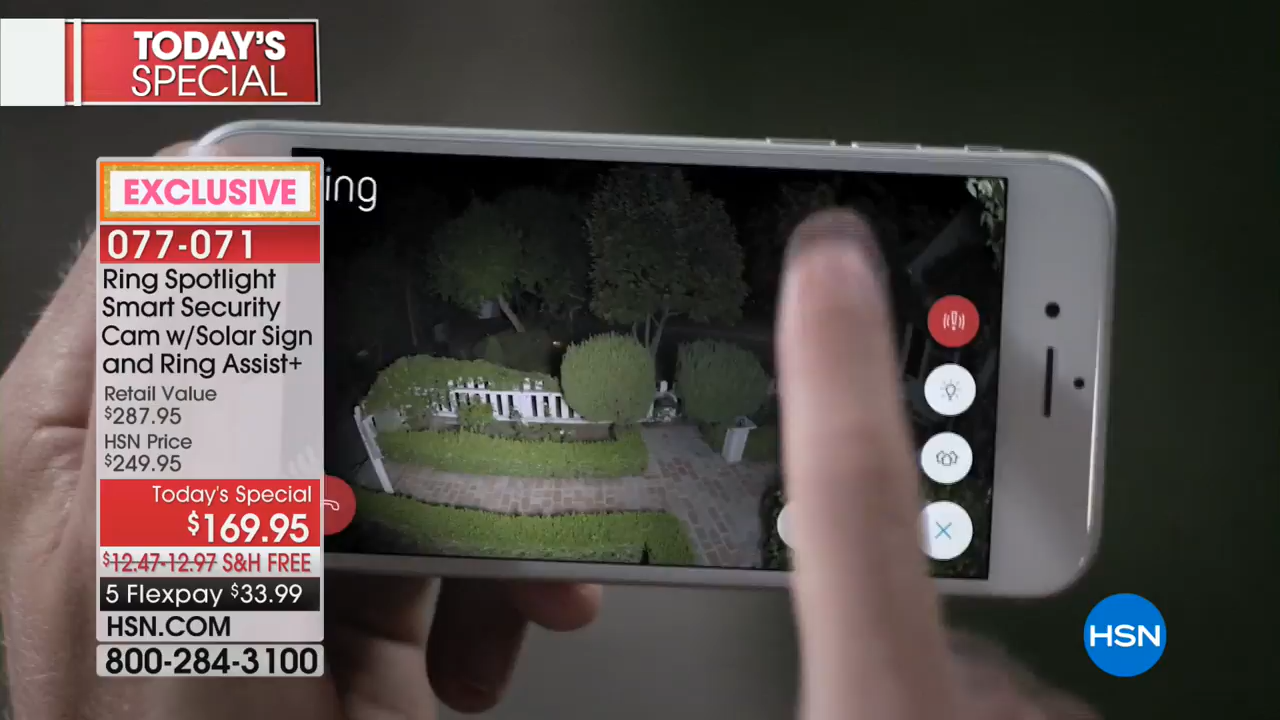 TODAY'S
SPECIAL
EXCLUSIVE
ing
077-071
Ring Spotlight
Smart Security
Cam w/Solar Sign
and Ring Assist+
Retail Value
$287.95
HSN Price
$249.95
Today's Special
$169.95
$12.47-12.97 S&H FREE
5 Flexpay $33.99
HSN.COM
800-284-3100
HSN